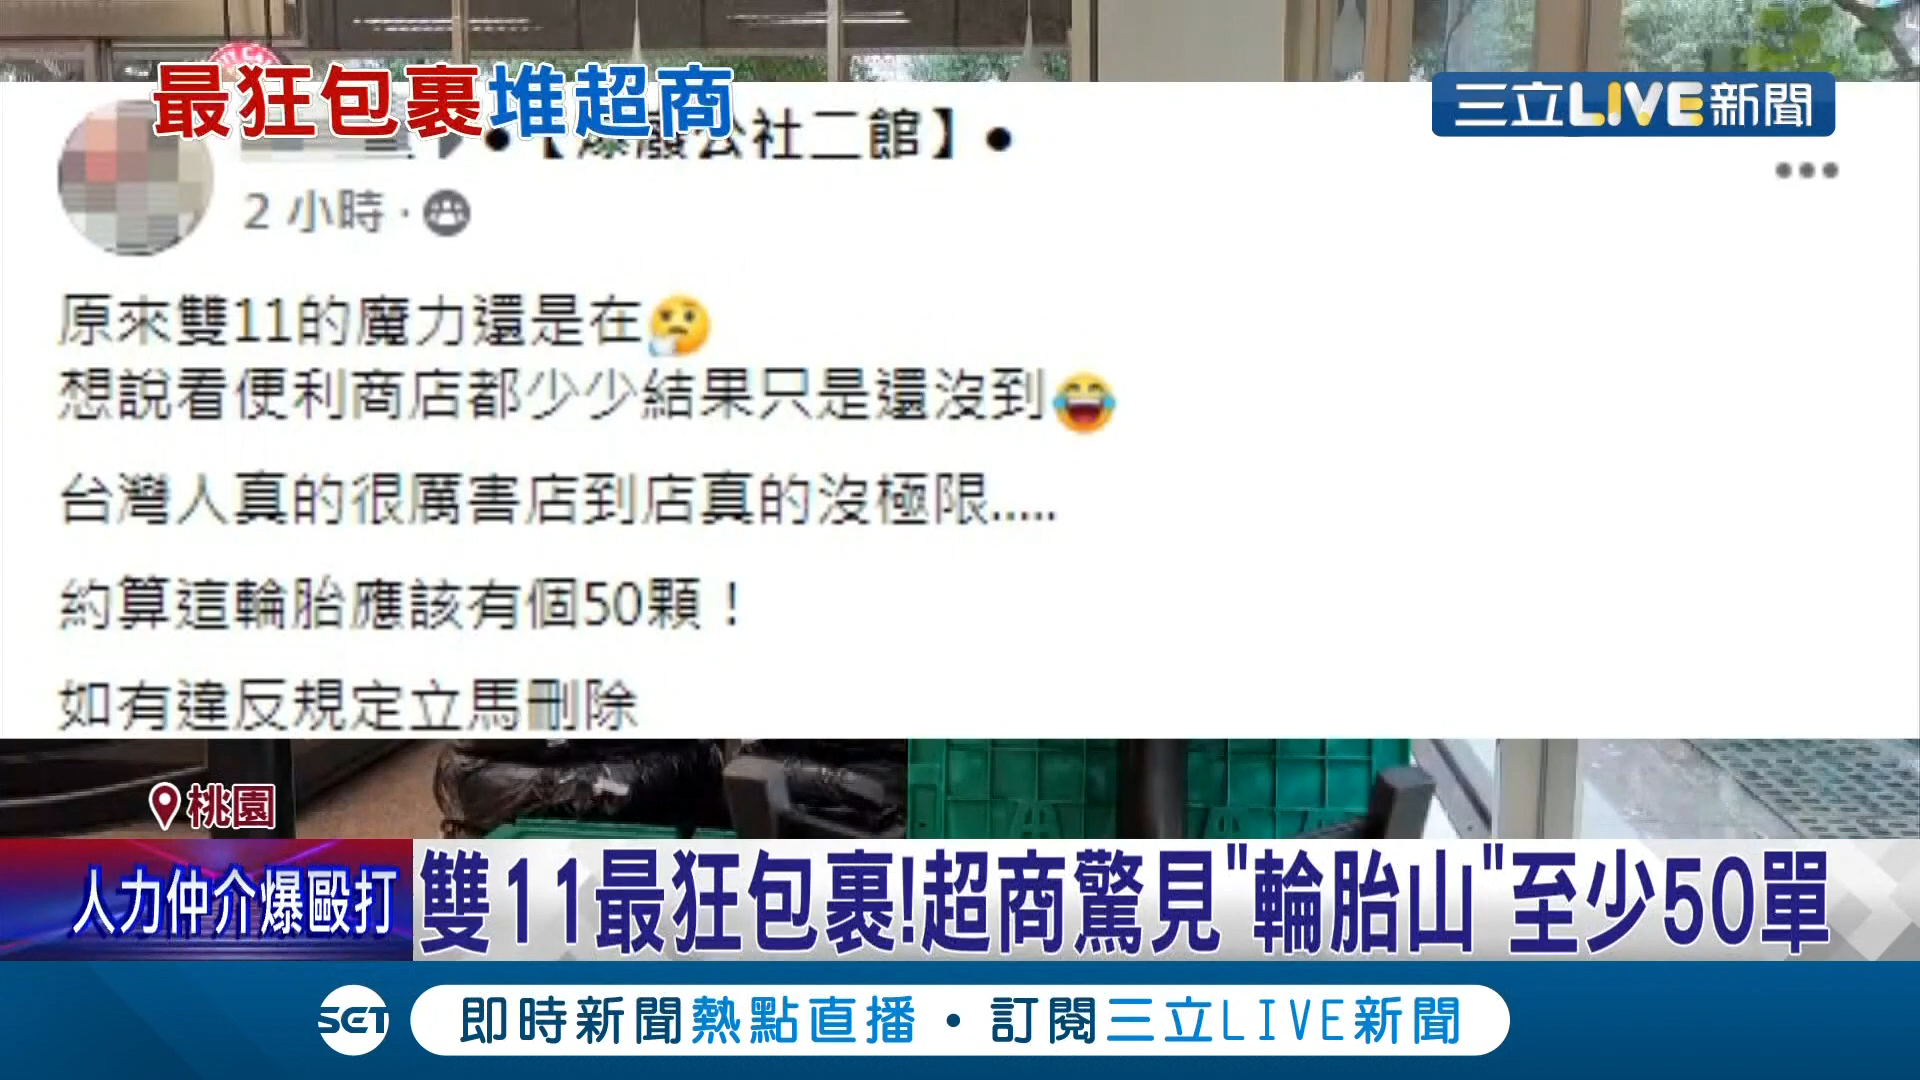 最狂包裹堆超商
三立LIVE新聞
●【爆廢公社二館】●
2 小時
原來雙11的魔力還是在🤔
想說看便利商店都少少結果只是還沒到😂
台灣人真的很厲害店到店真的沒極限.....
約算這輪胎應該有個50顆！
如有違反規定立馬刪除
桃園
人力仲介爆毆打
雙11最狂包裹!超商驚見"輪胎山"至少50單
SET
即時新聞熱點直播・訂閱三立LIVE新聞